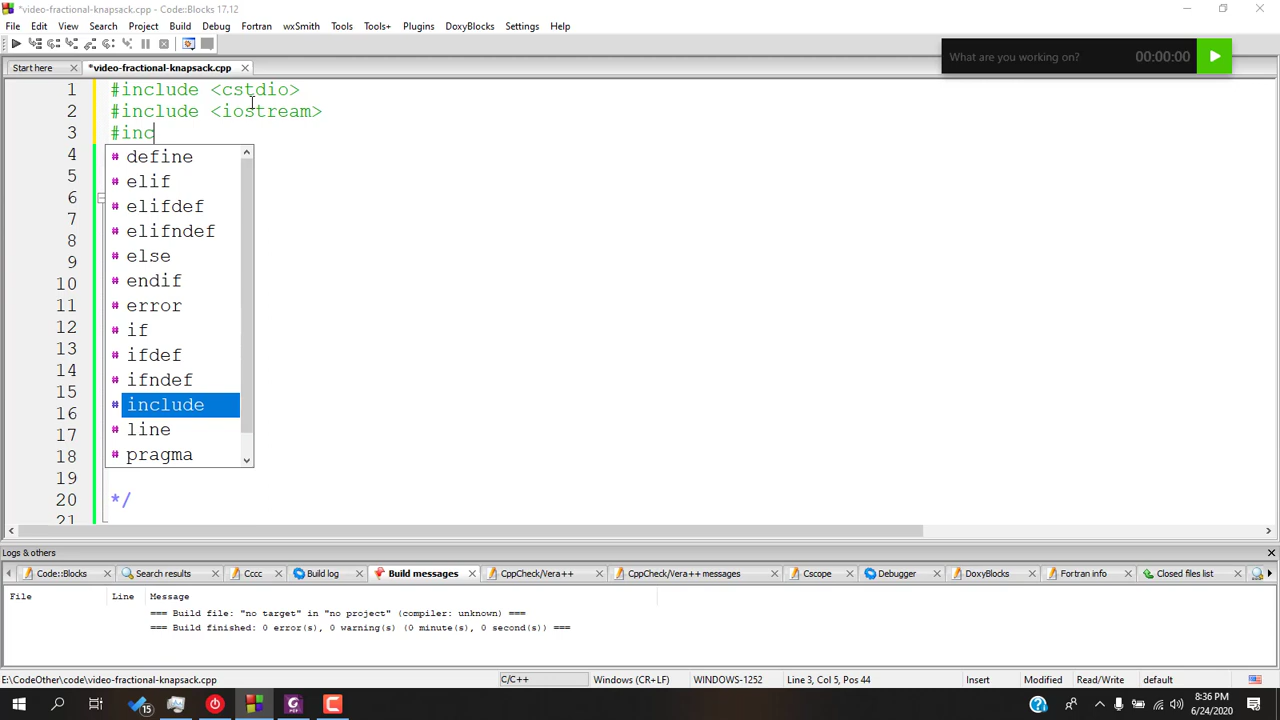 *video-fractional-knapsack.cpp - Code::Blocks 17.12
File Edit View Search Project Build Debug Fortran wxSmith Tools Tools+ Plugins DoxyBlocks Settings Help
What are you working on? 00:00:00
Start here *video-fractional-knapsack.cpp
1 #include <cstdio>
2 #include <iostream>
3 #inc
4
# define
5
# elif
6
# elifdef
7
# elifndef
8
# else
9
10
# endif
11
# error
12
# if
13
# ifdef
14
# ifndef
15
# include
16
17
# line
18
# pragma
19
20 */
21
Logs & others
Code::Blocks Search results Cccc Build log Build messages CppCheck/Vera++ CppCheck/Vera++ messages Cscope Debugger DoxyBlocks Fortran info Closed files list
File Line Message
=== Build file: "no target" in "no project" (compiler: unknown) ===
=== Build finished: 0 error(s), 0 warning(s) (0 minute(s), 0 second(s)) ===
E:\CodeOther\code\video-fractional-knapsack.cpp C/C++ Windows (CR+LF) WINDOWS-1252 Line 3, Col 5, Pos 44 Insert Modified Read/Write default
15
8:36 PM
6/24/2020